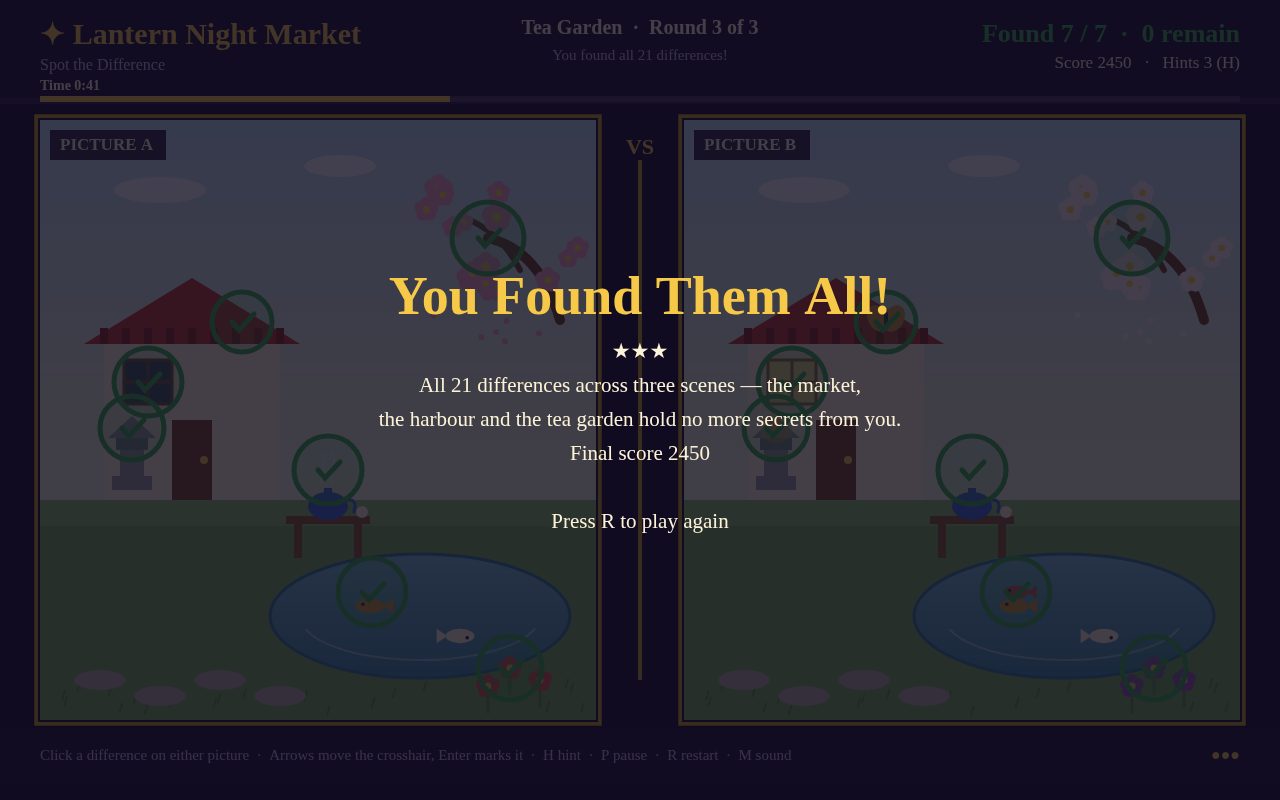 ✦ Lantern Night Market
Spot the Difference
Time 0:41
Tea Garden · Round 3 of 3
You found all 21 differences!
Found 7 / 7 · 0 remain
Score 2450 · Hints 3 (H)
PICTURE A
VS
PICTURE B
You Found Them All!
★★★
All 21 differences across three scenes — the market,
the harbour and the tea garden hold no more secrets from you.
Final score 2450
Press R to play again
Click a difference on either picture · Arrows move the crosshair, Enter marks it · H hint · P pause · R restart · M sound